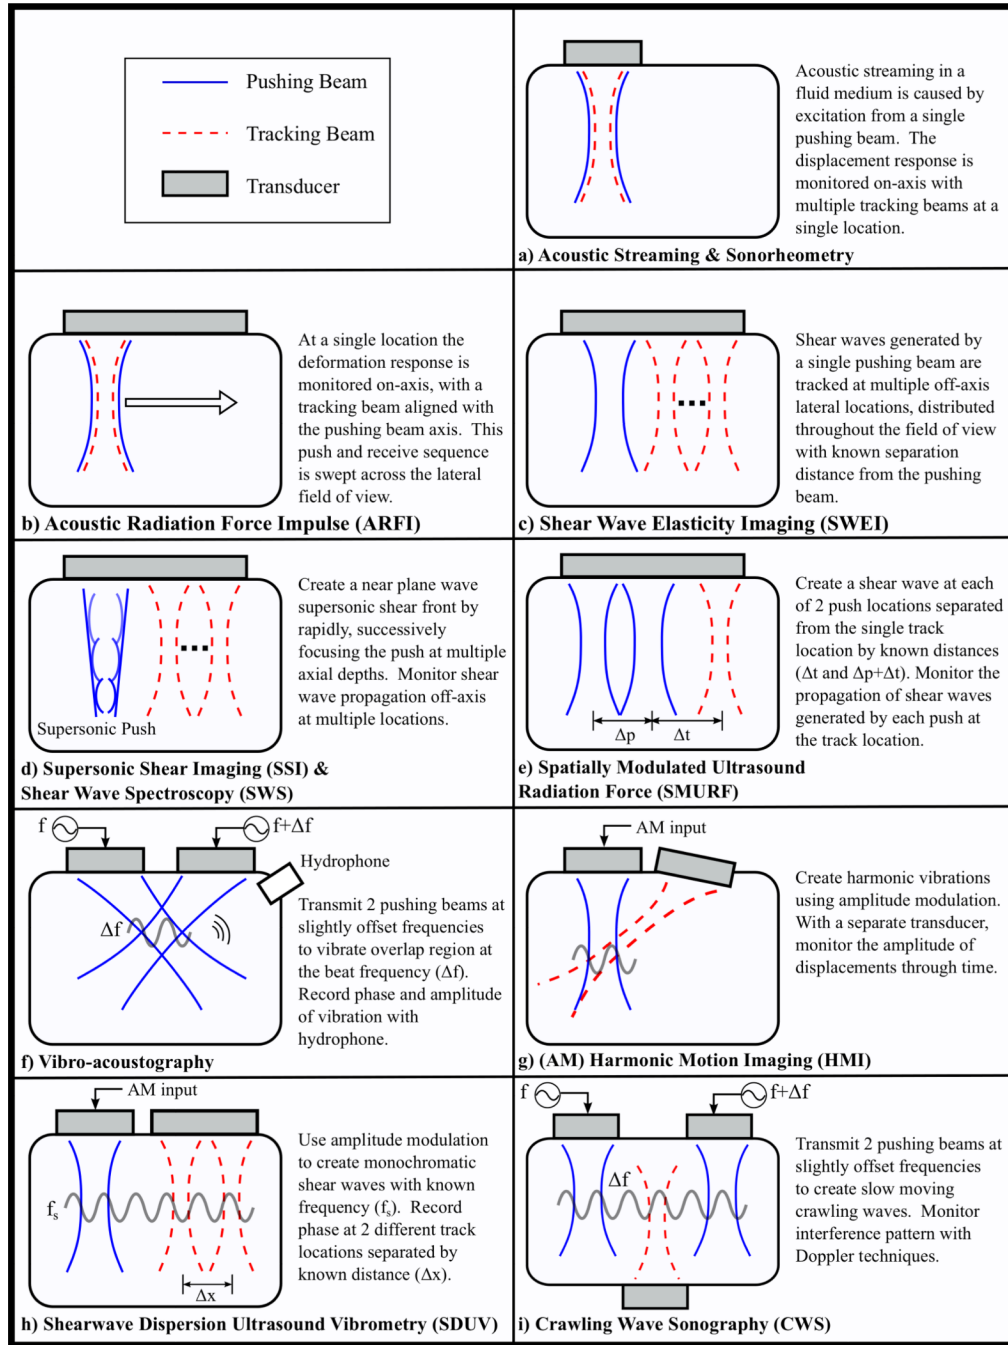 Pushing Beam
Tracking Beam
Transducer
Acoustic streaming in a
fluid medium is caused by
excitation from a single
pushing beam. The
displacement response is
monitored on-axis with
multiple tracking beams at a
single location.
a) Acoustic Streaming & Sonorheometry
At a single location the
deformation response is
monitored on-axis, with a
tracking beam aligned with
the pushing beam axis. This
push and receive sequence
is swept across the lateral
field of view.
b) Acoustic Radiation Force Impulse (ARFI)
Shear waves generated by
a single pushing beam are
tracked at multiple off-axis
lateral locations, distributed
throughout the field of view
with known separation
distance from the pushing
beam.
c) Shear Wave Elasticity Imaging (SWEI)
Create a near plane wave
supersonic shear front by
rapidly, successively
focusing the push at multiple
axial depths. Monitor shear
wave propagation off-axis
at multiple locations.
Supersonic Push
d) Supersonic Shear Imaging (SSI) &
Shear Wave Spectroscopy (SWS)
Create a shear wave at each
of 2 push locations separated
from the single track
location by known distances
(Δt and Δp+Δt). Monitor the
propagation of shear waves
generated by each push at
the track location.
Δp
Δt
e) Spatially Modulated Ultrasound
Radiation Force (SMURF)
f
f+Δf
Hydrophone
Δf
Transmit 2 pushing beams at
slightly offset frequencies
to vibrate overlap region at
the beat frequency (Δf).
Record phase and amplitude
of vibration with
hydrophone.
f) Vibro-acoustography
AM input
Create harmonic vibrations
using amplitude modulation.
With a separate transducer,
monitor the amplitude of
displacements through time.
g) (AM) Harmonic Motion Imaging (HMI)
AM input
fₛ
Δx
Use amplitude modulation
to create monochromatic
shear waves with known
frequency (fₛ). Record
phase at 2 different track
locations separated by
known distance (Δx).
h) Shearwave Dispersion Ultrasound Vibrometry (SDUV)
f
f+Δf
Δf
Transmit 2 pushing beams at
slightly offset frequencies
to create slow moving
crawling waves. Monitor
interference pattern with
Doppler techniques.
i) Crawling Wave Sonography (CWS)